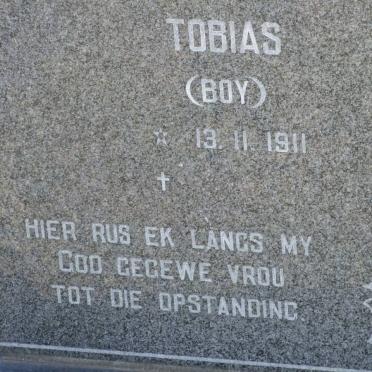 TOBIAS
(BOY)
☆ 13.11.1911
✝
HIER RUS EK LANGS MY
GOD GEGEWE VROU
TOT DIE OPSTANDING.